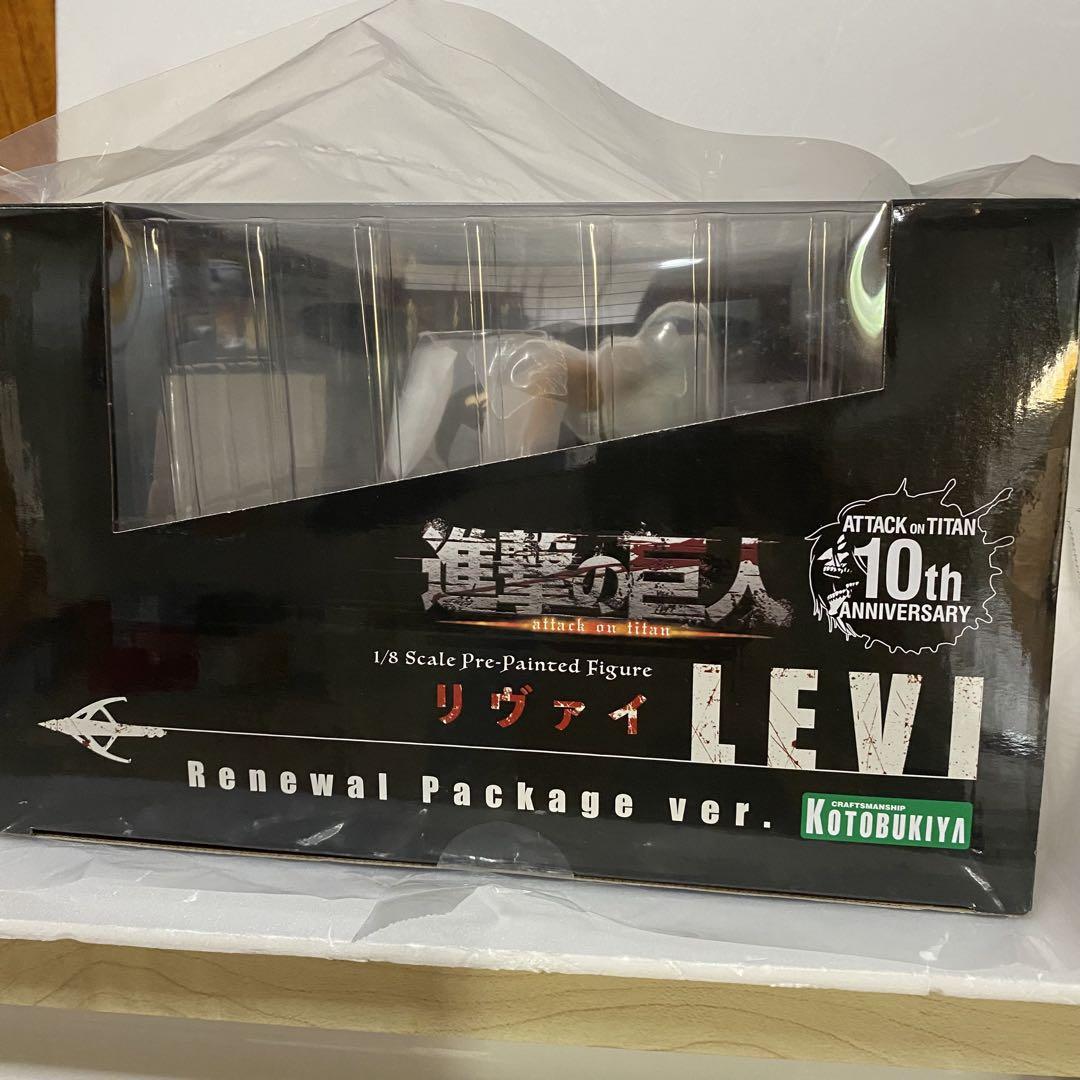 進撃の巨人
attack on titan
ATTACK ON TITAN
10th
ANNIVERSARY
1/8 Scale Pre-Painted Figure
リヴァイ
LEVI
Renewal Package ver.
CRAFTSMANSHIP
KOTOBUKIYA